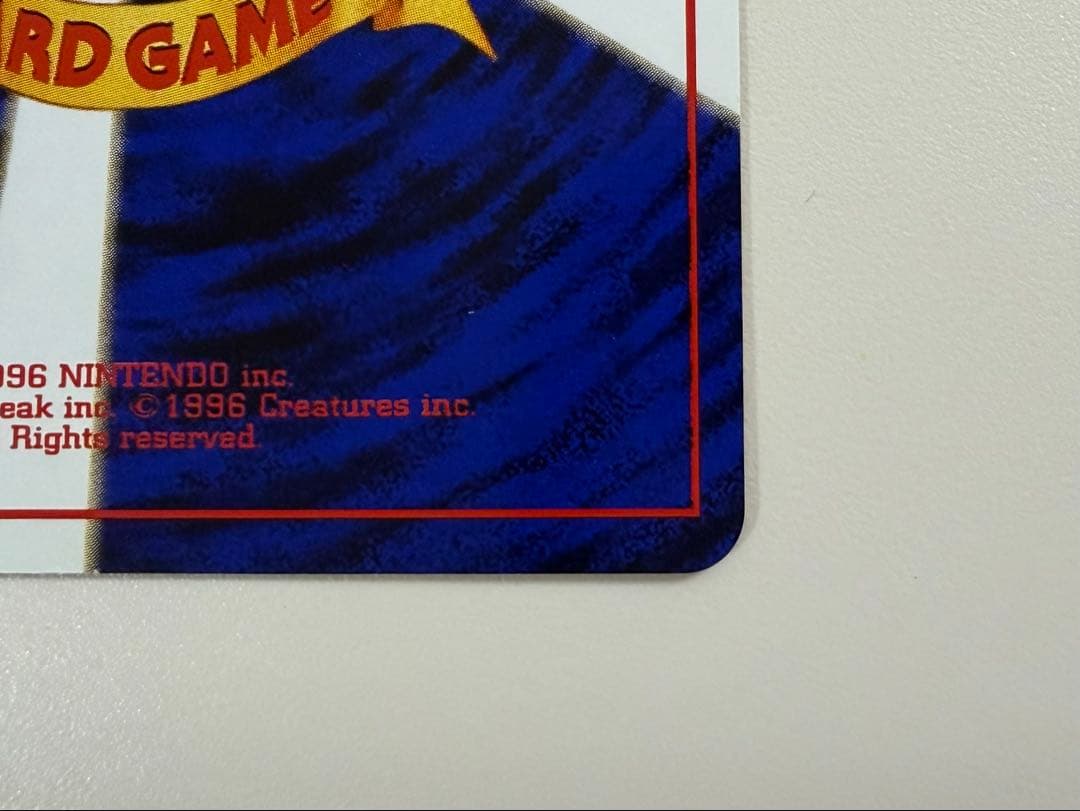 RD GAME
996 NINTENDO inc.
eak inc. ©1996 Creatures inc.
Rights reserved.